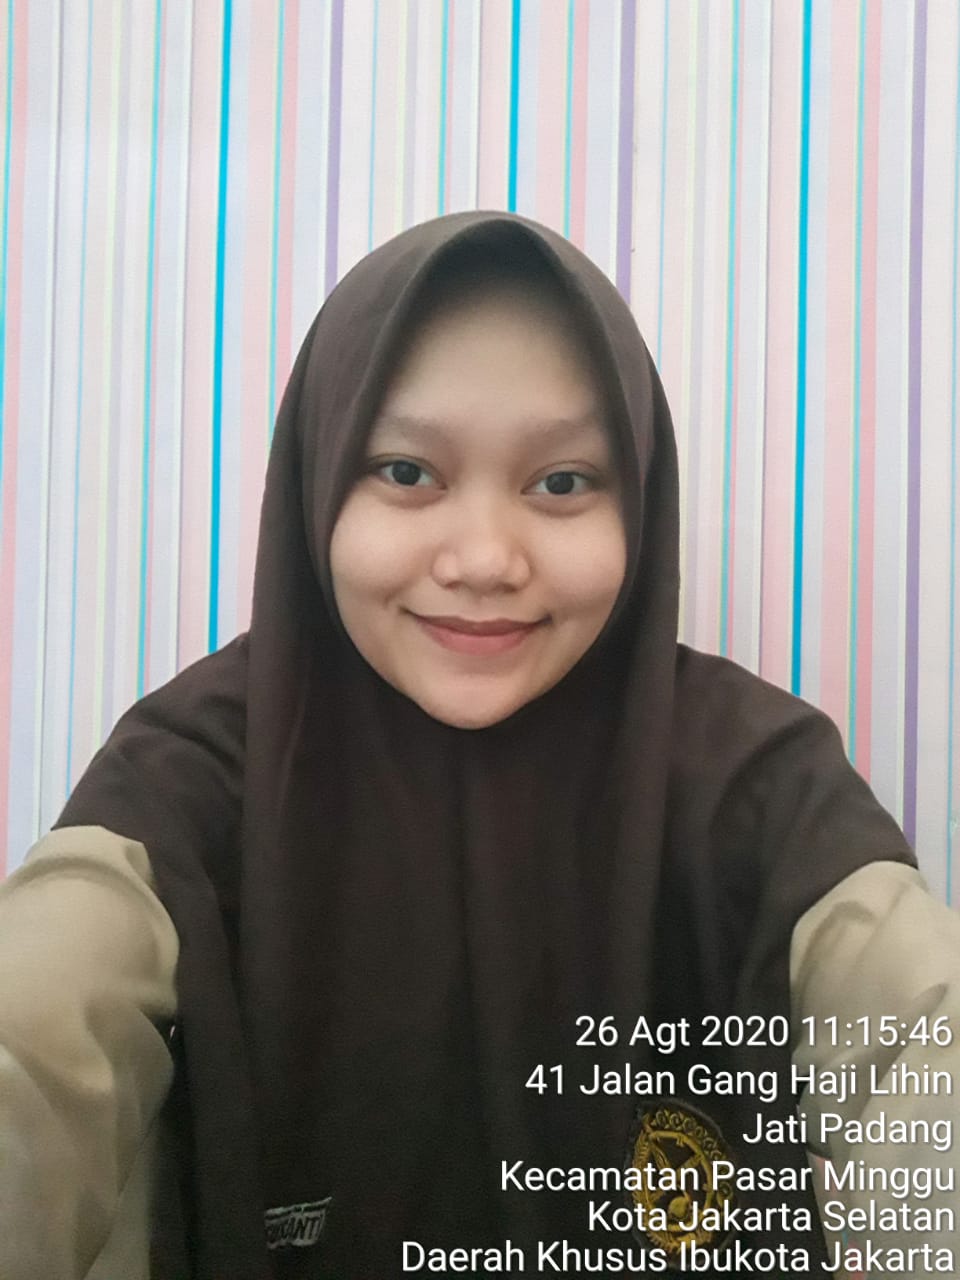 26 Agt 2020 11:15:46
41 Jalan Gang Haji Lihin
Jati Padang
Kecamatan Pasar Minggu
Kota Jakarta Selatan
Daerah Khusus Ibukota Jakarta